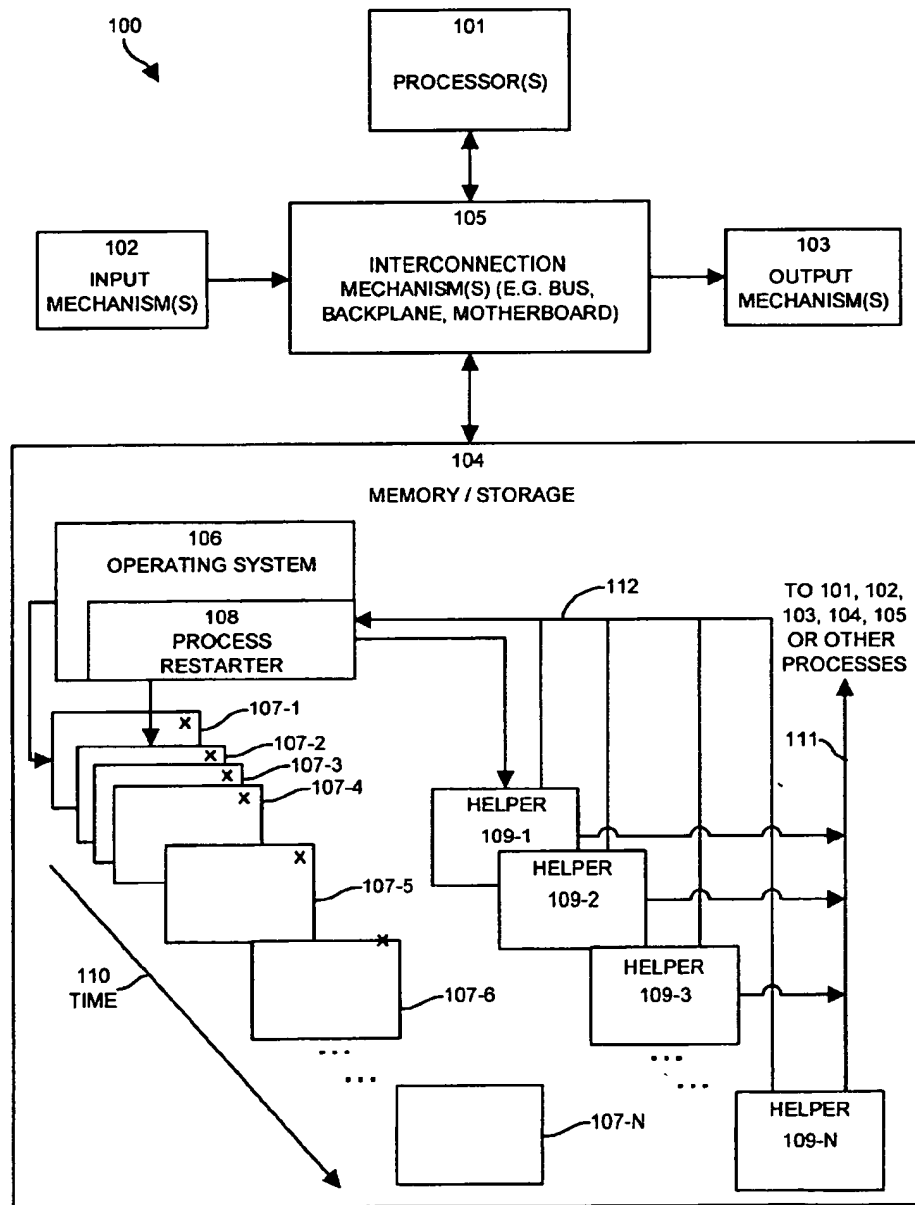 100
101
PROCESSOR(S)
102
INPUT
MECHANISM(S)
105
INTERCONNECTION
MECHANISM(S) (E.G. BUS,
BACKPLANE, MOTHERBOARD)
103
OUTPUT
MECHANISM(S)
104
MEMORY / STORAGE
106
OPERATING SYSTEM
108
PROCESS
RESTARTER
112
TO 101, 102,
103, 104, 105
OR OTHER
PROCESSES
111
X
107-1
X
107-2
X
107-3
X
107-4
X
107-5
X
107-6
...
...
107-N
110
TIME
HELPER
109-1
HELPER
109-2
HELPER
109-3
...
...
HELPER
109-N